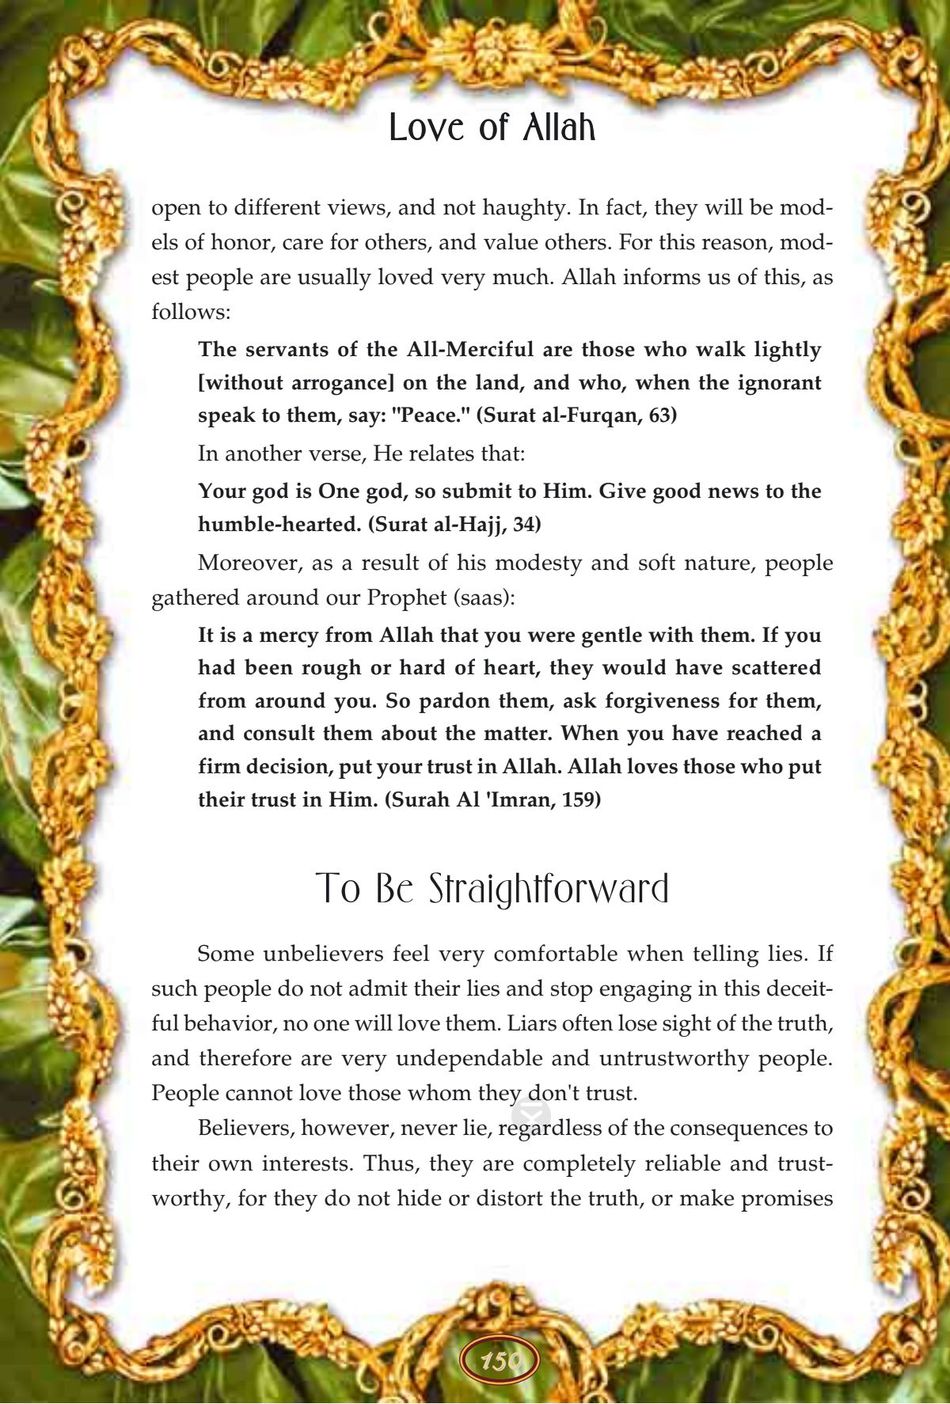 Love of Allah
open to different views, and not haughty. In fact, they will be mod-
els of honor, care for others, and value others. For this reason, mod-
est people are usually loved very much. Allah informs us of this, as
follows:
The servants of the All-Merciful are those who walk lightly
[without arrogance] on the land, and who, when the ignorant
speak to them, say: "Peace." (Surat al-Furqan, 63)
In another verse, He relates that:
Your god is One god, so submit to Him. Give good news to the
humble-hearted. (Surat al-Hajj, 34)
Moreover, as a result of his modesty and soft nature, people
gathered around our Prophet (saas):
It is a mercy from Allah that you were gentle with them. If you
had been rough or hard of heart, they would have scattered
from around you. So pardon them, ask forgiveness for them,
and consult them about the matter. When you have reached a
firm decision, put your trust in Allah. Allah loves those who put
their trust in Him. (Surah Al 'Imran, 159)
To Be Straightforward
Some unbelievers feel very comfortable when telling lies. If
such people do not admit their lies and stop engaging in this deceit-
ful behavior, no one will love them. Liars often lose sight of the truth,
and therefore are very undependable and untrustworthy people.
People cannot love those whom they don't trust.
Believers, however, never lie, regardless of the consequences to
their own interests. Thus, they are completely reliable and trust-
worthy, for they do not hide or distort the truth, or make promises
150